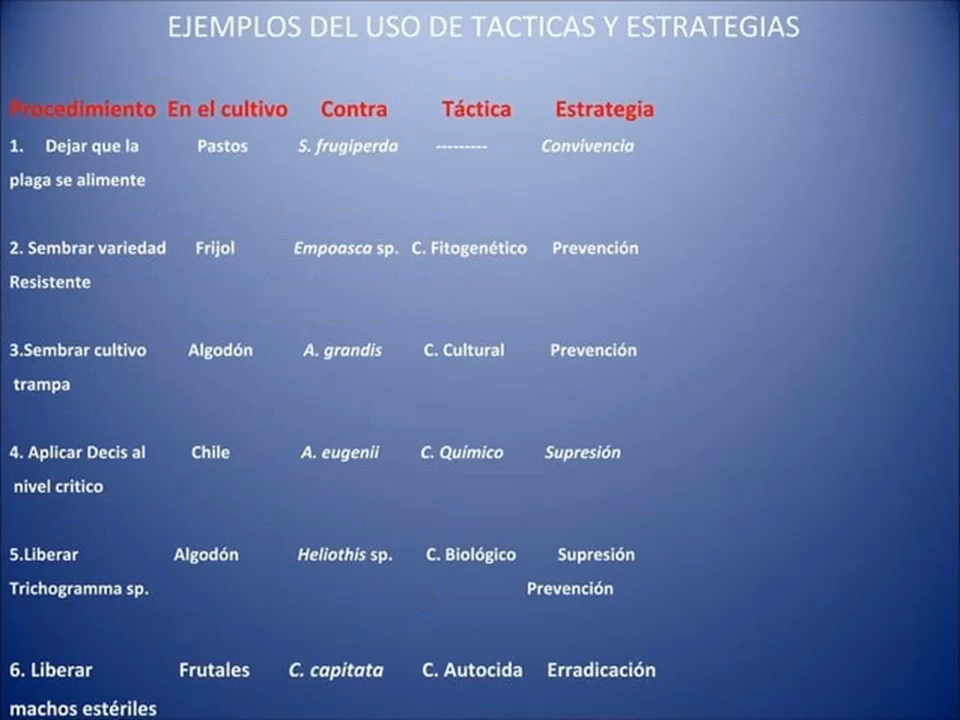 EJEMPLOS DEL USO DE TACTICAS Y ESTRATEGIAS
Procedimiento En el cultivo Contra Táctica Estrategia
1. Dejar que la Pastos S. frugiperda --------- Convivencia
plaga se alimente
2. Sembrar variedad Frijol Empoasca sp. C. Fitogenético Prevención
Resistente
3.Sembrar cultivo Algodón A. grandis C. Cultural Prevención
trampa
4. Aplicar Decis al Chile A. eugenii C. Químico Supresión
nivel critico
5.Liberar Algodón Heliothis sp. C. Biológico Supresión
Trichogramma sp. Prevención
6. Liberar Frutales C. capitata C. Autocida Erradicación
machos estériles